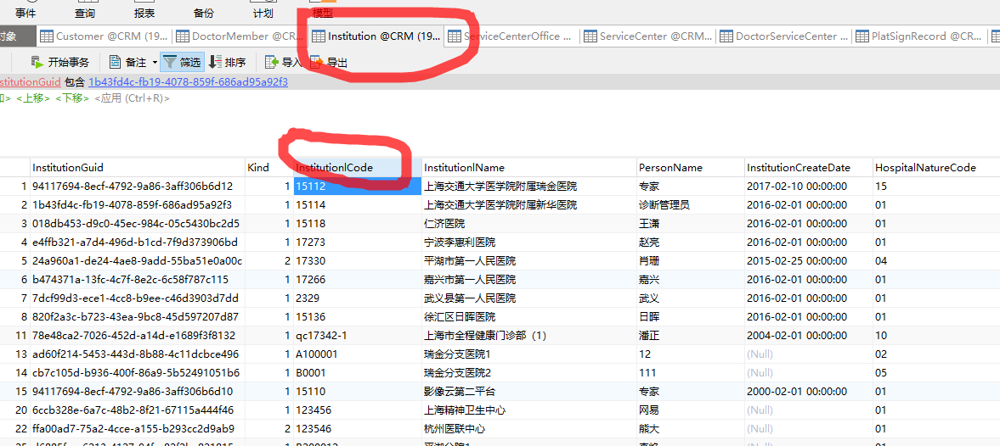 事件 查询 报表 备份 计划 模型
对象 Customer @CRM (19... DoctorMember @CR... Institution @CRM (19... ServiceCenterOffice ... ServiceCenter @CRM... DoctorServiceCenter ... PlatSignRecord @CR...
开始事务 备注 筛选 排序 导入 导出
nstitutionGuid 包含 1b43fd4c-fb19-4078-859f-686ad95a92f3
<上移> <下移> <应用 (Ctrl+R)>
InstitutionGuid Kind InstitutionlCode InstitutionlName PersonName InstitutionCreateDate HospitalNatureCode
1 94117694-8ecf-4792-9a86-3aff306b6d12 1 15112 上海交通大学医学院附属瑞金医院 专家 2017-02-10 00:00:00 15
2 1b43fd4c-fb19-4078-859f-686ad95a92f3 1 15114 上海交通大学医学院附属新华医院 诊断管理员 2016-02-01 00:00:00 01
3 018db453-d9c0-45ec-984c-05c5430bc2d5 1 15118 仁济医院 王潇 2016-02-01 00:00:00 01
4 e4ffb321-a7d4-496d-b1cd-7f9d373906bd 1 17273 宁波李惠利医院 赵亮 2016-02-01 00:00:00 01
5 24a960a1-de24-4ae8-9add-55ba51e0a00c 2 17330 平湖市第一人民医院 肖珊 2015-02-25 00:00:00 04
6 b474371a-13fc-4c7f-8e2c-6c58f787c115 1 17266 嘉兴市第一人民医院 嘉兴 2016-02-01 00:00:00 01
7 7dcf99d3-ece1-4cc8-b9ee-c46d3903d7dd 1 2329 武义县第一人民医院 武义 2016-02-01 00:00:00 01
8 820f2a3c-b723-43ea-9bc8-45d597207d87 1 15136 徐汇区日晖医院 日晖 2016-02-01 00:00:00 01
11 78e48ca2-7026-452d-a14d-e1689f3f8132 1 qc17342-1 上海市全程健康门诊部（1） 潘正 2004-02-01 00:00:00 10
13 ad60f214-5453-443d-8b88-4c11dcbce496 1 A100001 瑞金分支医院1 12 (Null) 02
14 cb7c105d-b936-400f-86a9-5b52491051b6 1 B0001 瑞金分支医院2 111 (Null) 05
15 94117694-8ecf-4792-9a86-3aff306b6d10 1 15110 影像云第二平台 专家 2000-02-01 00:00:00 01
20 6ccb328e-6a7c-48b2-8f21-67115a444f46 1 123456 上海精神卫生中心 网易 (Null) 01
22 ffa00ad7-75a2-4cce-a155-b293cc2d9ab9 2 123546 杭州医联中心 熊大 (Null) 01